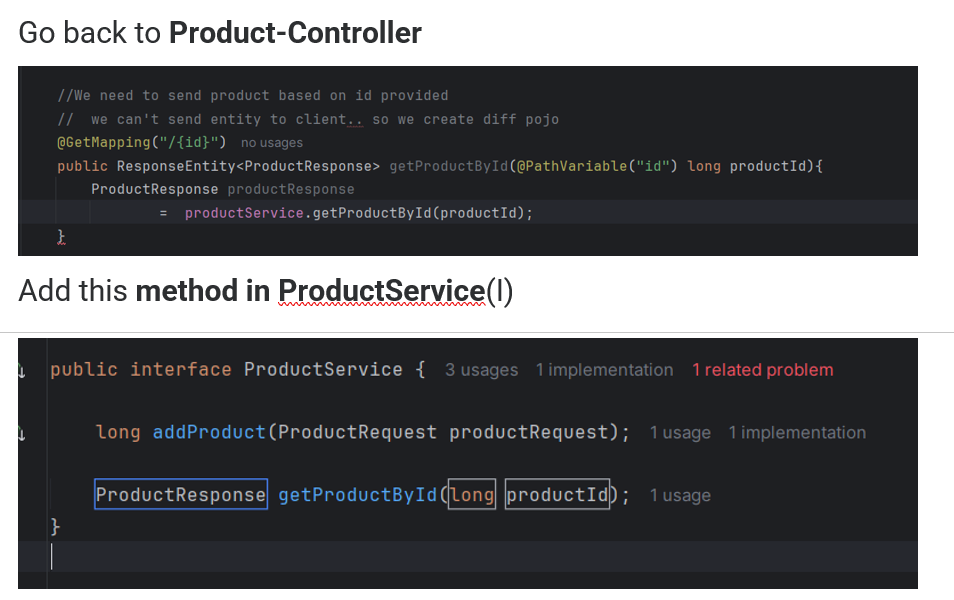 Go back to Product-Controller
//We need to send product based on id provided
//  we can't send entity to client.. so we create diff pojo
@GetMapping("/{id}")  no usages
public ResponseEntity<ProductResponse> getProductById(@PathVariable("id") long productId){
ProductResponse productResponse
=  productService.getProductById(productId);
}
Add this method in ProductService(I)
public interface ProductService {  3 usages  1 implementation  1 related problem
long addProduct(ProductRequest productRequest);  1 usage  1 implementation
ProductResponse getProductById(long productId);  1 usage
}